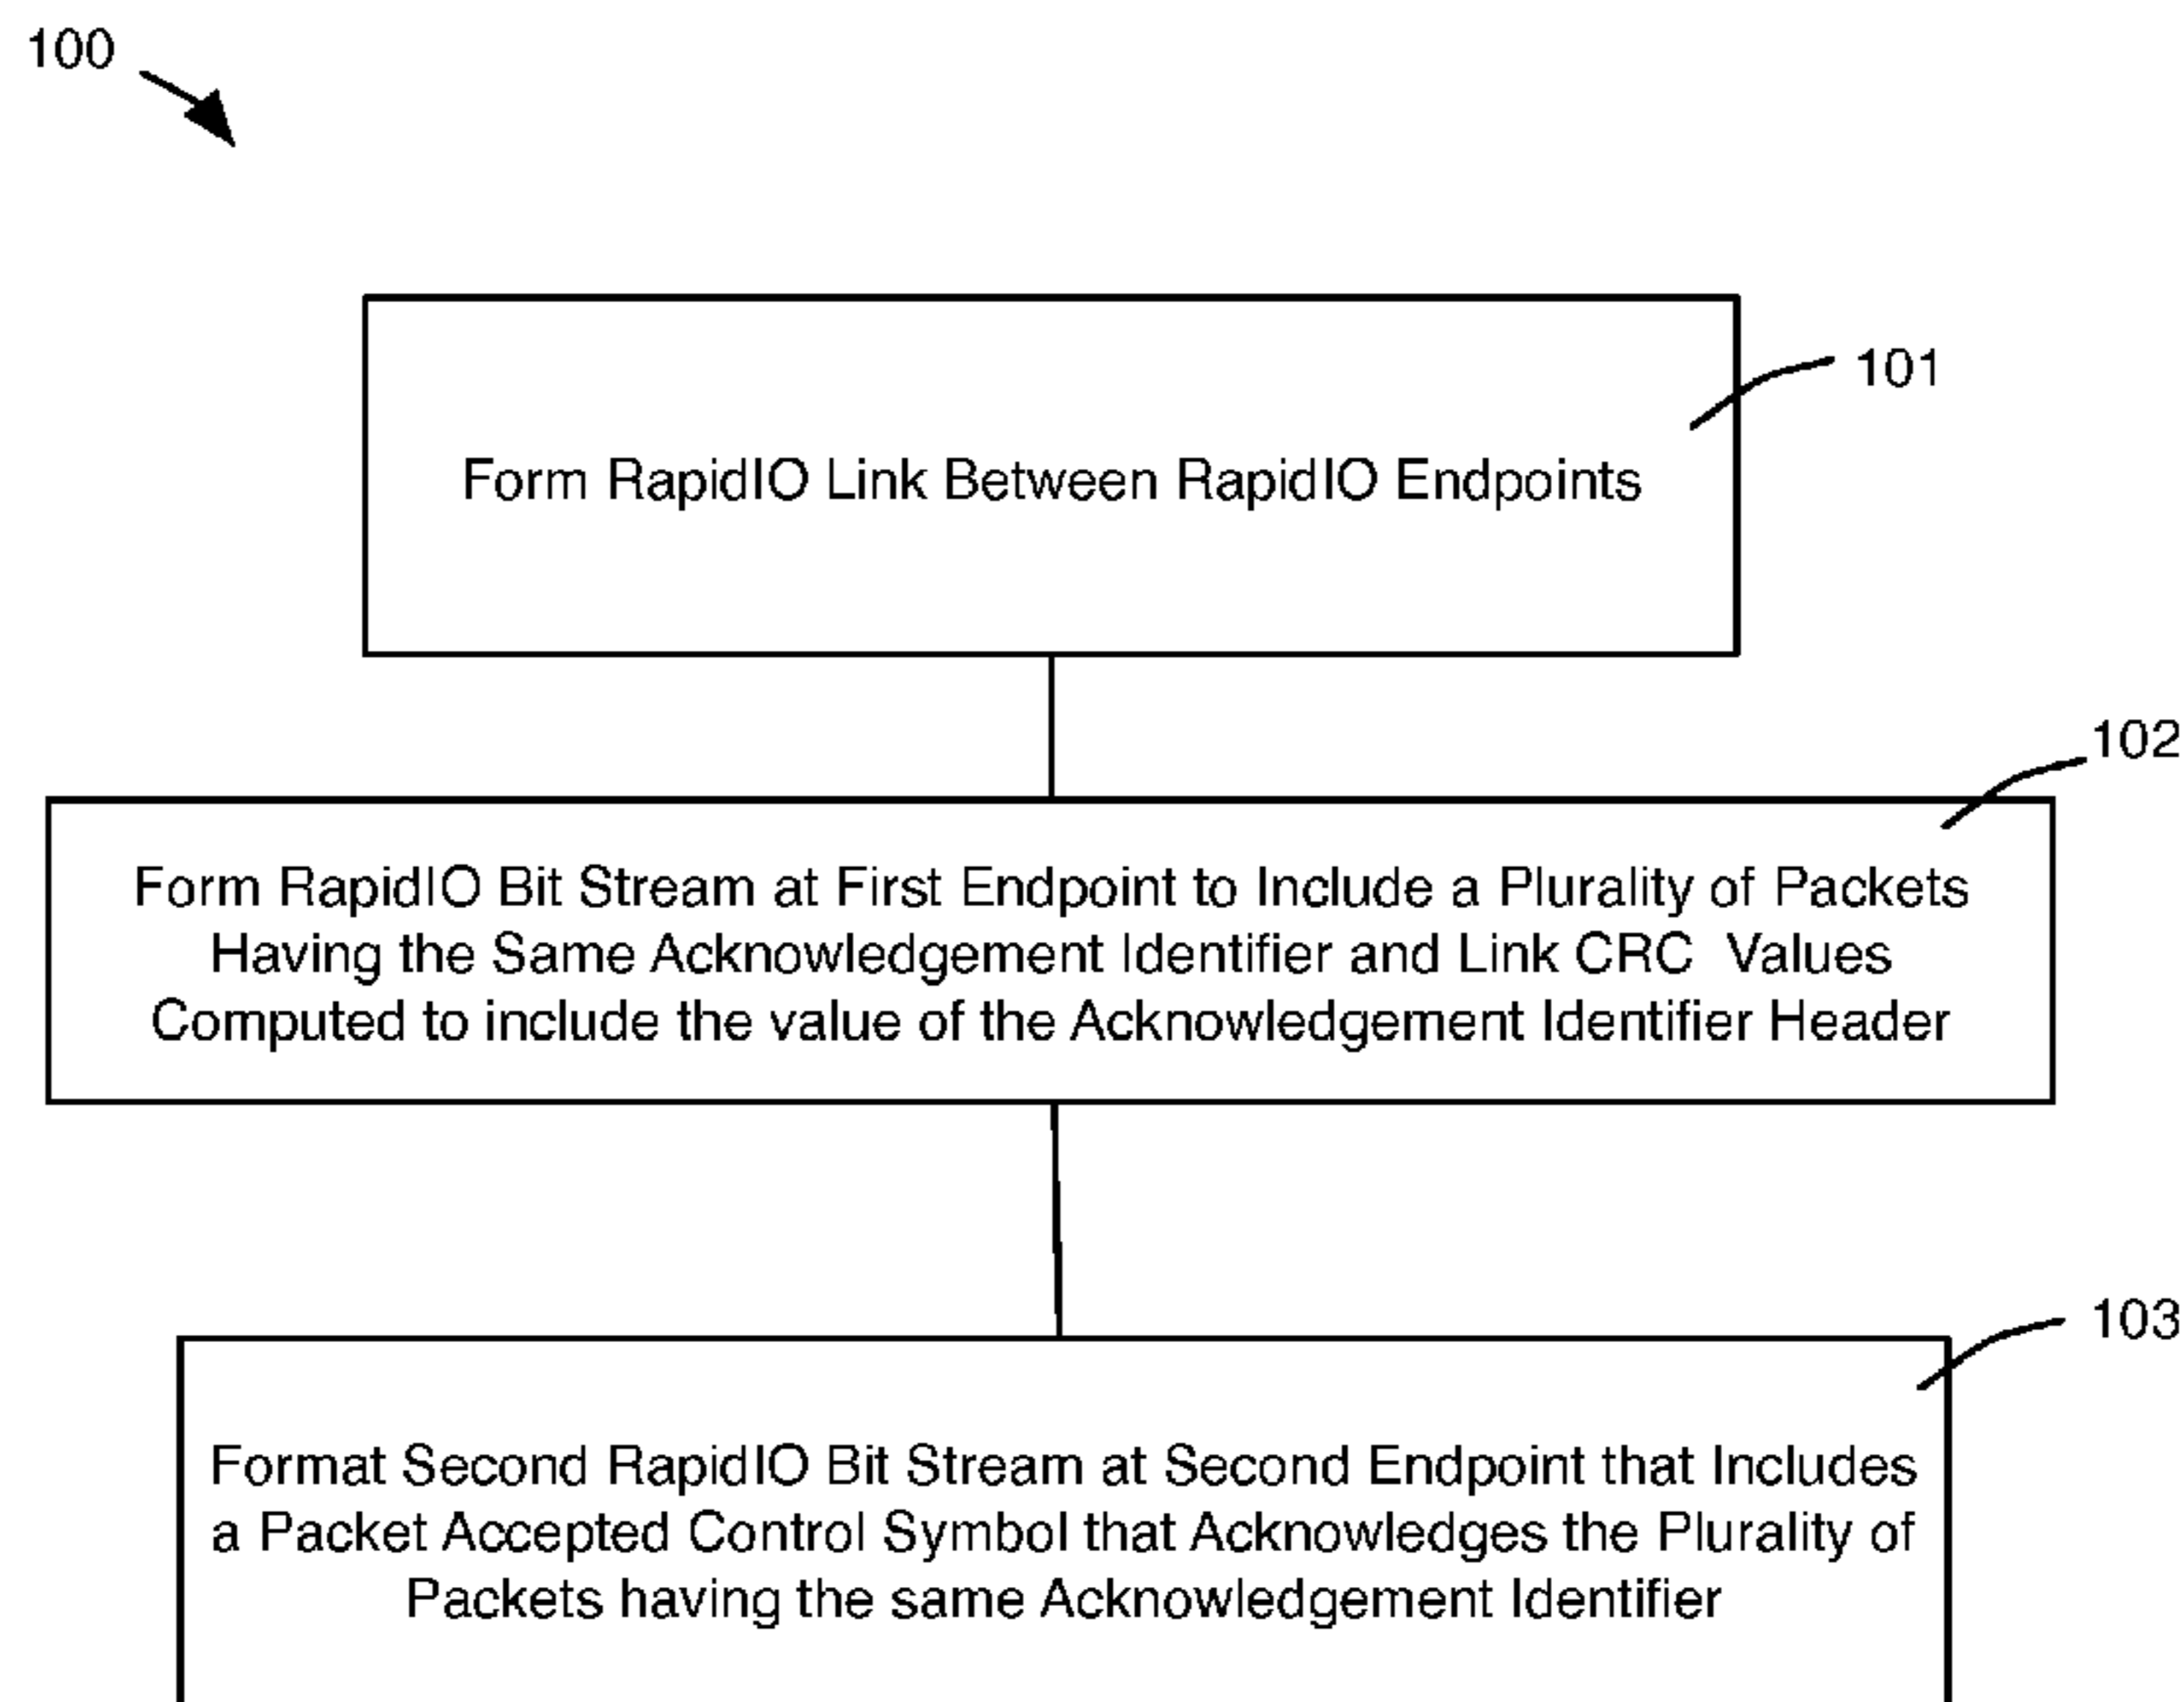 100
101
Form RapidIO Link Between RapidIO Endpoints
102
Form RapidIO Bit Stream at First Endpoint to Include a Plurality of Packets
Having the Same Acknowledgement Identifier and Link CRC Values
Computed to include the value of the Acknowledgement Identifier Header
103
Format Second RapidIO Bit Stream at Second Endpoint that Includes
a Packet Accepted Control Symbol that Acknowledges the Plurality of
Packets having the same Acknowledgement Identifier